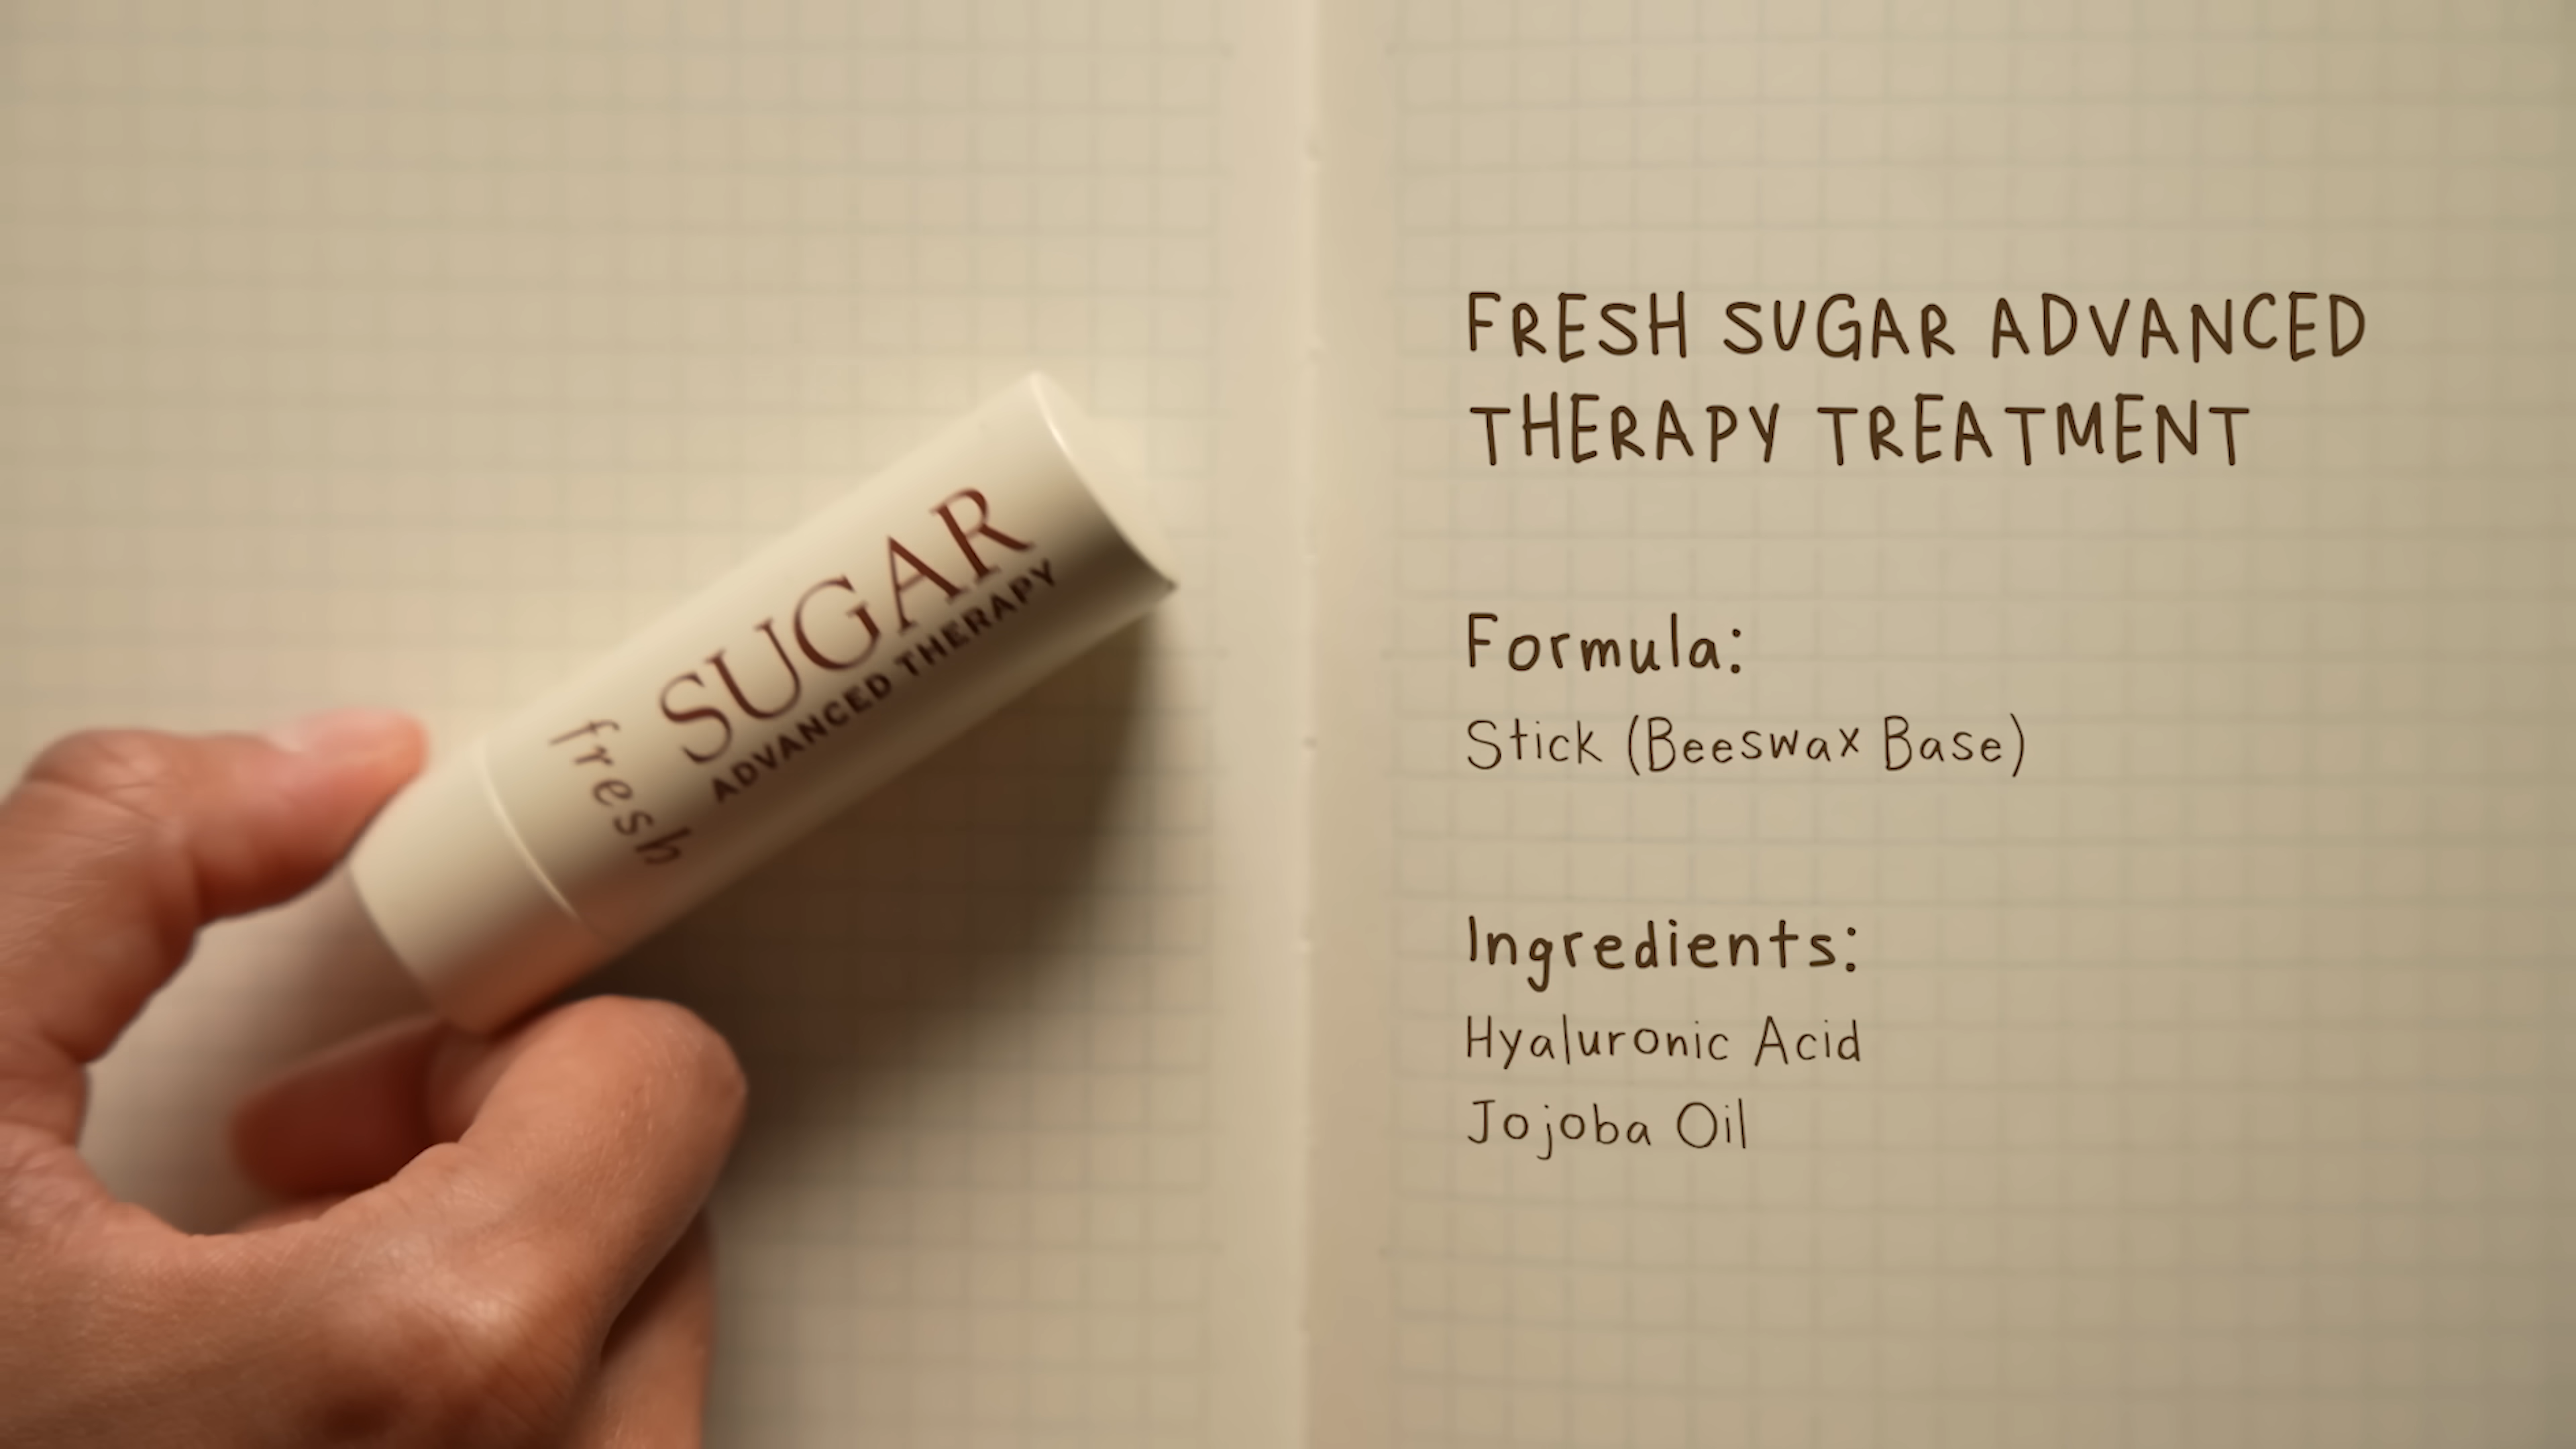 SUGAR
ADVANCED THERAPY
fresh
FRESH SUGAR ADVANCED
THERAPY TREATMENT
Formula:
Stick (Beeswax Base)
Ingredients:
Hyaluronic Acid
Jojoba Oil